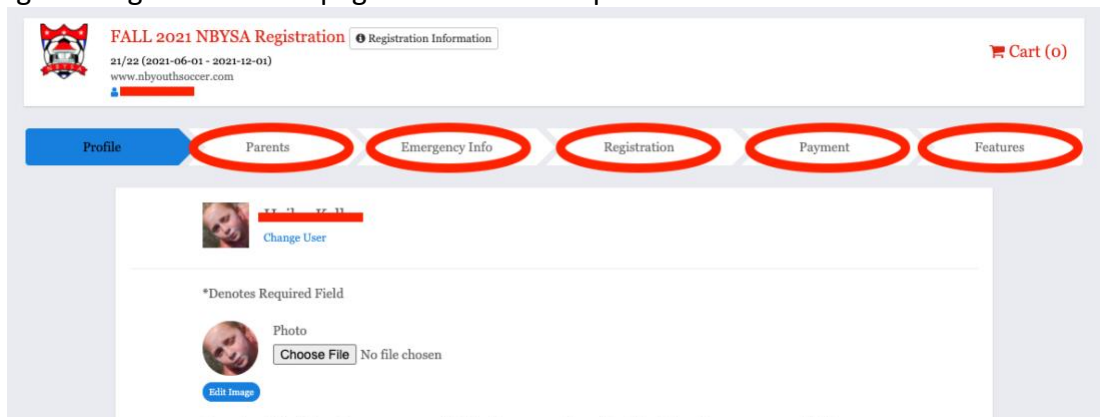 FALL 2021 NBYSA Registration Registration Information
21/22 (2021-06-01 - 2021-12-01)
www.nbyouthsoccer.com
Cart (0)
Profile Parents Emergency Info Registration Payment Features
Change User
*Denotes Required Field
Photo
Choose File No file chosen
Edit Image